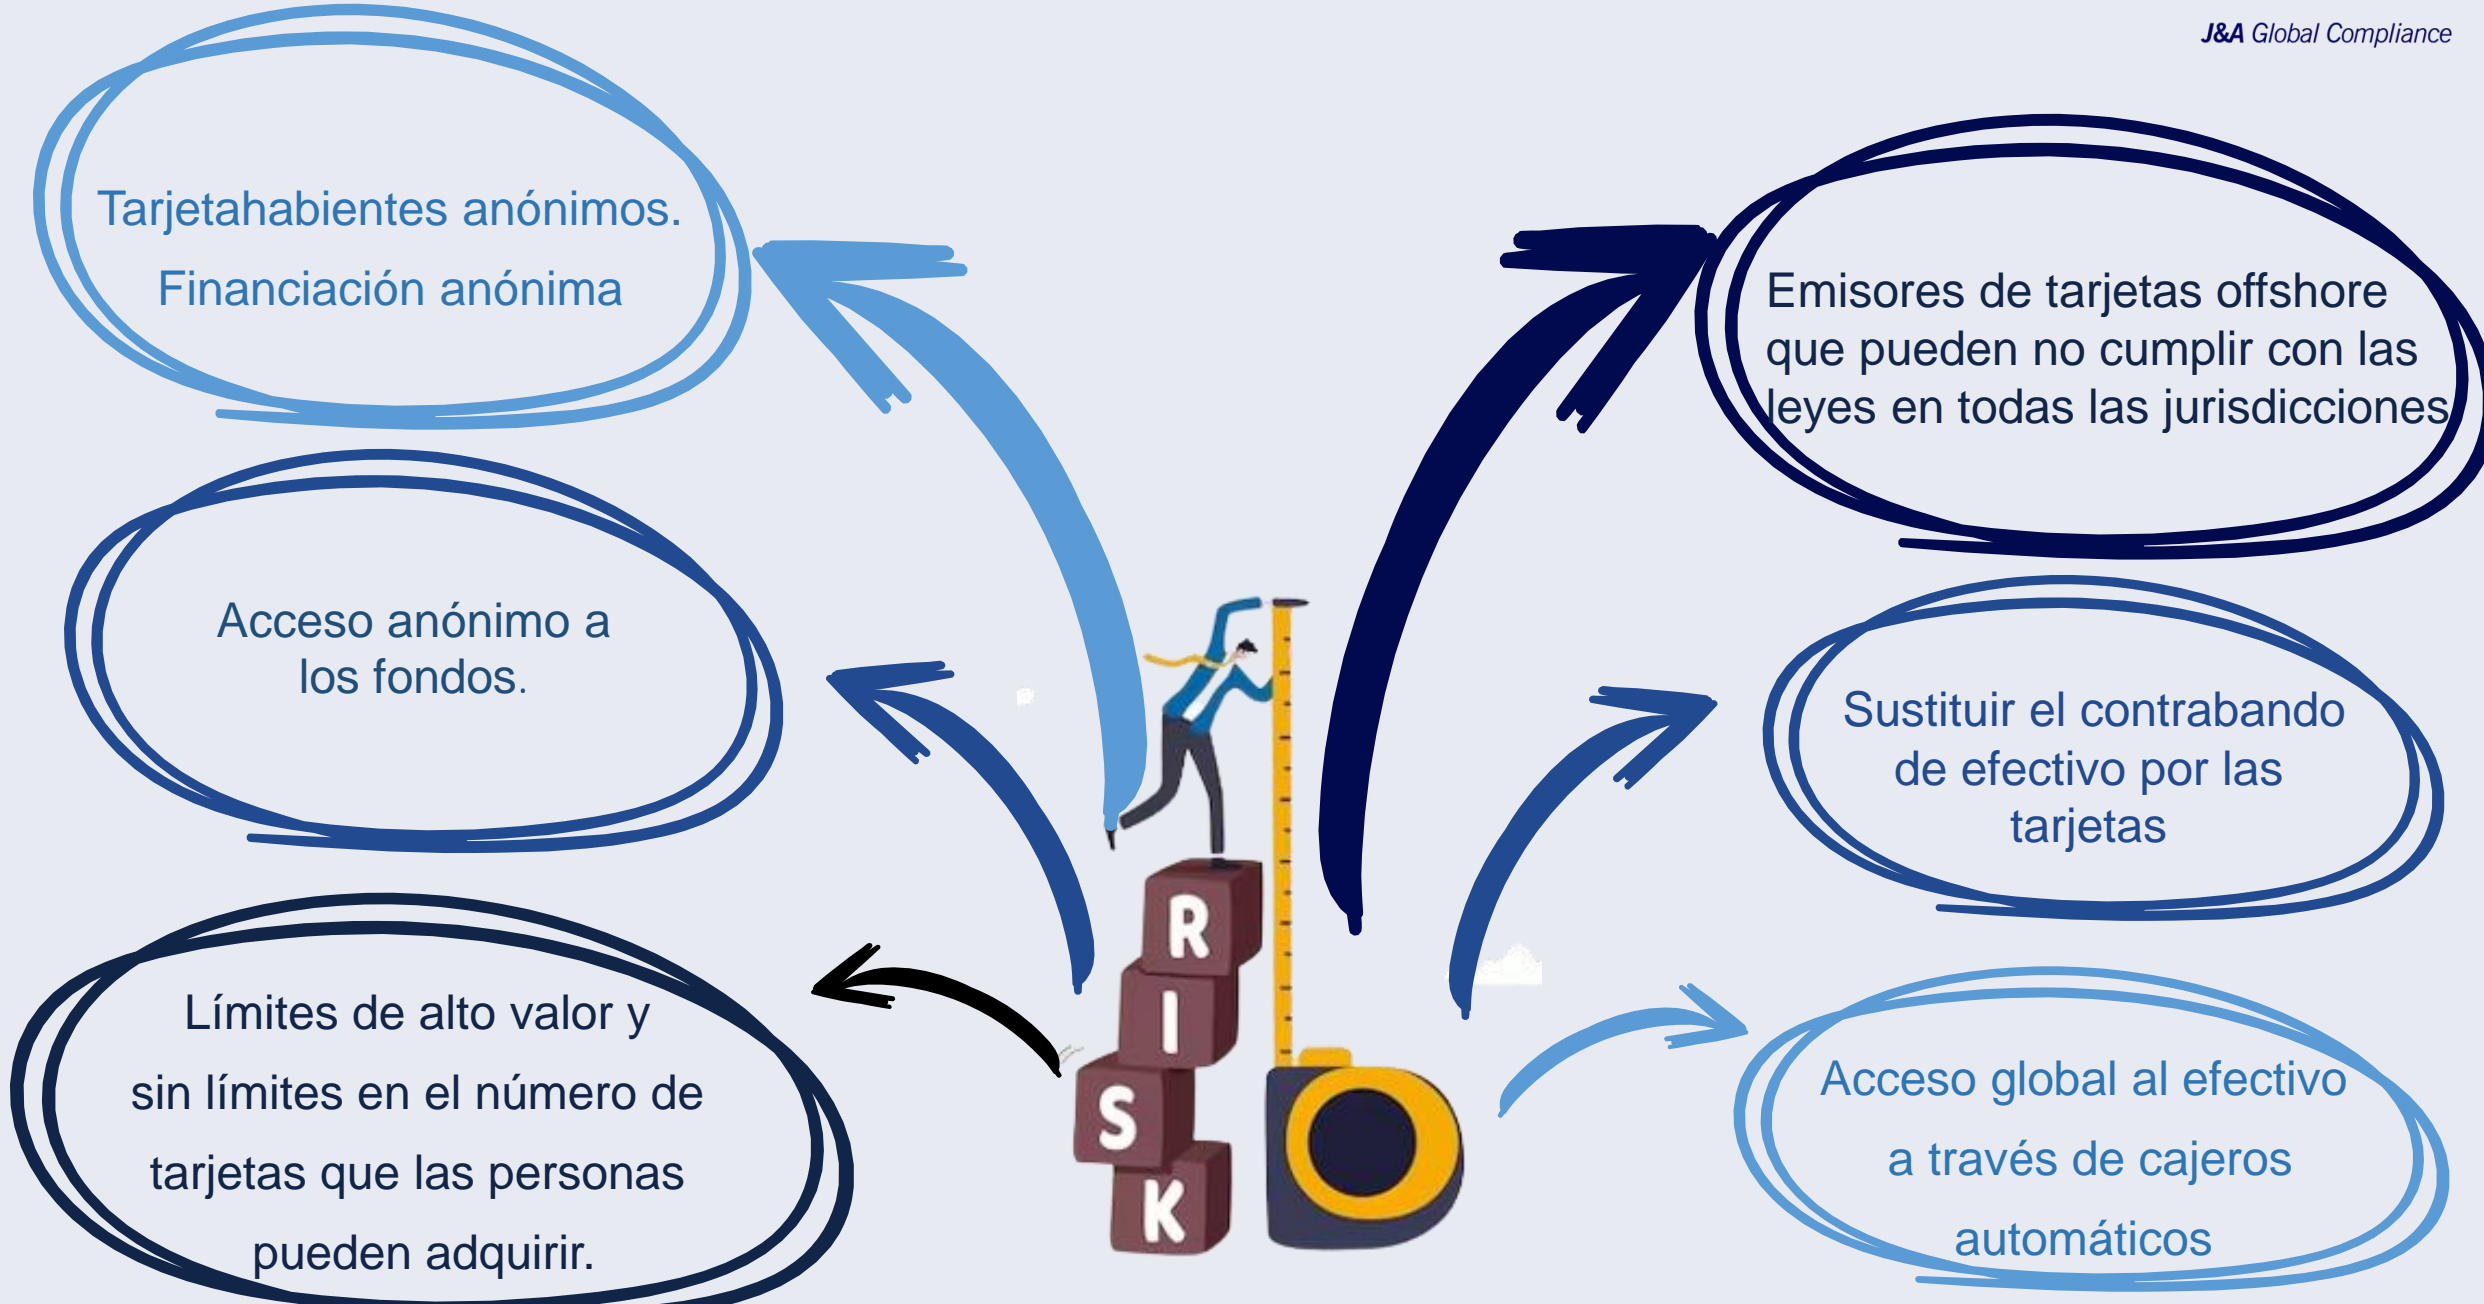 J&A Global Compliance
Tarjetahabientes anónimos.
Financiación anónima
Acceso anónimo a
los fondos.
Límites de alto valor y
sin límites en el número de
tarjetas que las personas
pueden adquirir.
Emisores de tarjetas offshore
que pueden no cumplir con las
leyes en todas las jurisdicciones
Sustituir el contrabando
de efectivo por las
tarjetas
Acceso global al efectivo
a través de cajeros
automáticos
R
I
S
K